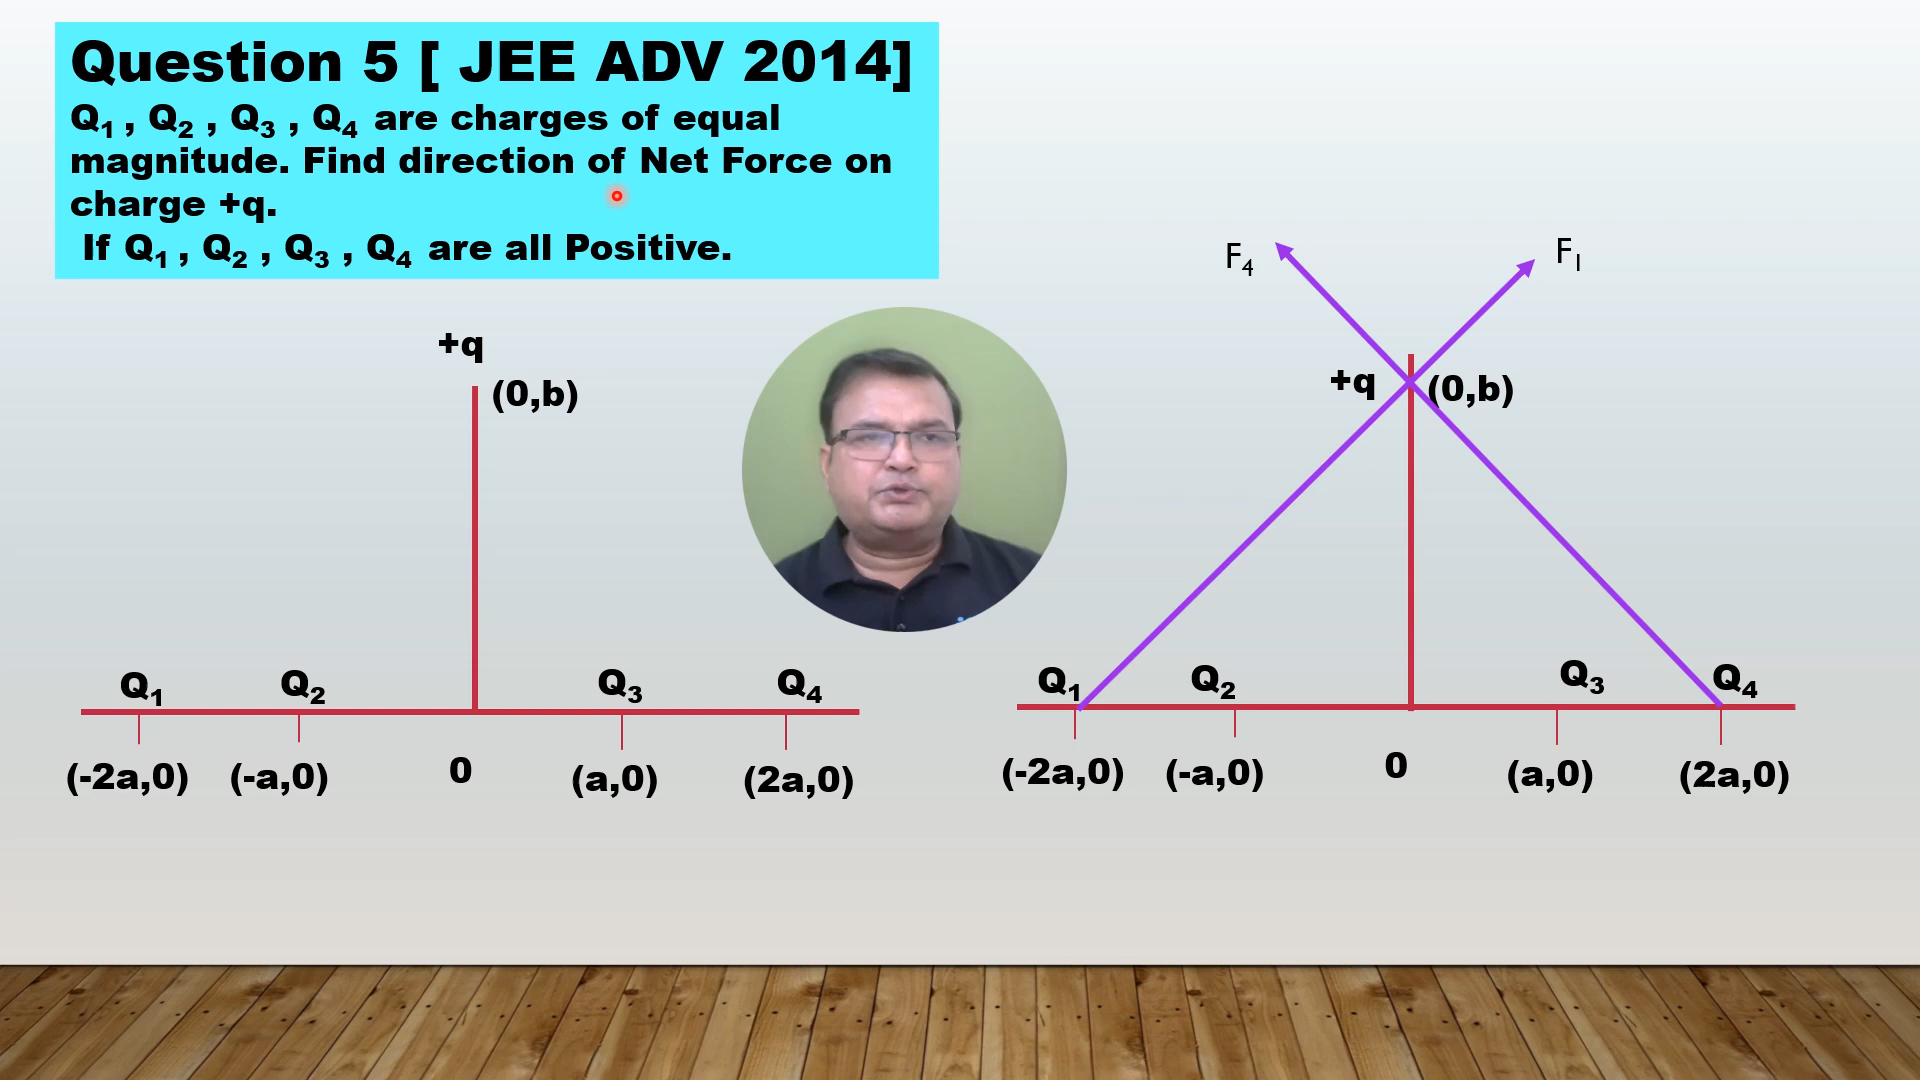 Question 5 [ JEE ADV 2014]
Q₁ , Q₂ , Q₃ , Q₄ are charges of equal
magnitude. Find direction of Net Force on
charge +q.
If Q₁ , Q₂ , Q₃ , Q₄ are all Positive.
+q
(0,b)
Q₁ Q₂ Q₃ Q₄
(-2a,0) (-a,0) 0 (a,0) (2a,0)
F₄ F₁
+q (0,b)
Q₁ Q₂ Q₃ Q₄
(-2a,0) (-a,0) 0 (a,0) (2a,0)